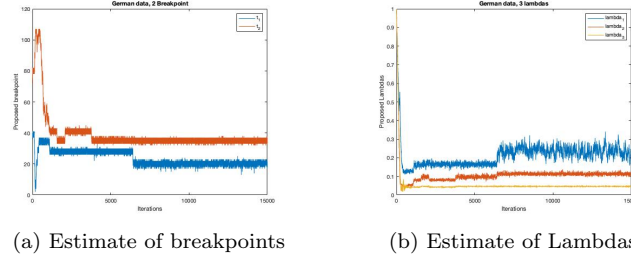 German data, 2 Breakpoint
120
100
80
60
40
20
0
Proposed breakpoint
t1
t2
0
5000
10000
15000
Iterations
(a) Estimate of breakpoints
German data, 3 lambdas
1
0.9
0.8
0.7
0.6
0.5
0.4
0.3
0.2
0.1
0
Proposed Lambdas
lambda1
lambda2
lambda3
0
5000
10000
Iterations
(b) Estimate of Lambdas